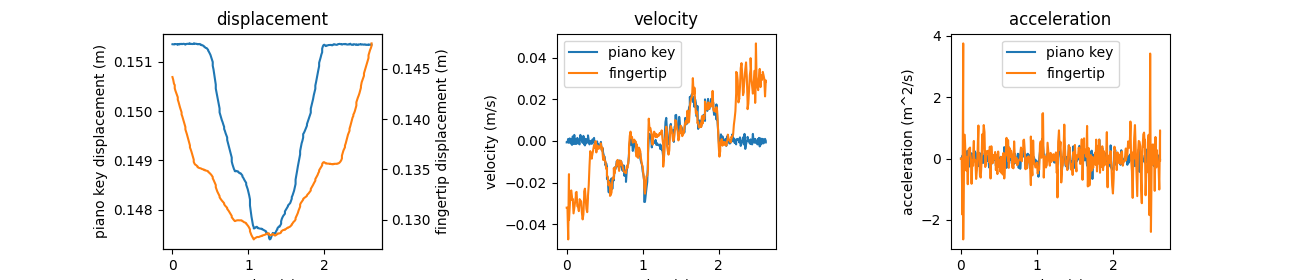 displacement
piano key displacement (m)
0.151
0.150
0.149
0.148
0
1
2
0.145
0.140
0.135
0.130
fingertip displacement (m)
velocity
velocity (m/s)
0.04
0.02
0.00
−0.02
−0.04
piano key
fingertip
0
1
2
acceleration
acceleration (m^2/s)
4
2
0
−2
piano key
fingertip
0
1
2